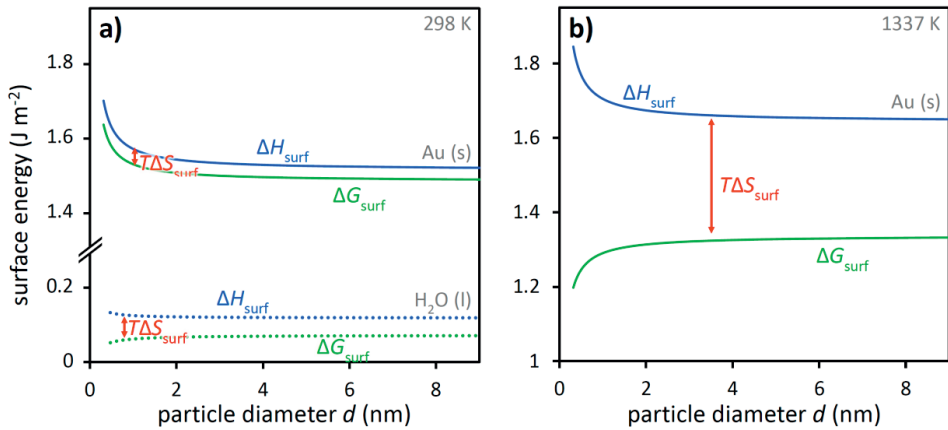 a)
298 K
surface energy (J m⁻²)
1.8
1.6
1.4
0.2
0
ΔHsurf
Au (s)
TΔSsurf
ΔGsurf
H₂O (l)
ΔHsurf
TΔSsurf
ΔGsurf
0 2 4 6 8
particle diameter d (nm)
b)
1337 K
1.8
1.6
1.4
1.2
1
ΔHsurf
Au (s)
TΔSsurf
ΔGsurf
0 2 4 6 8
particle diameter d (nm)